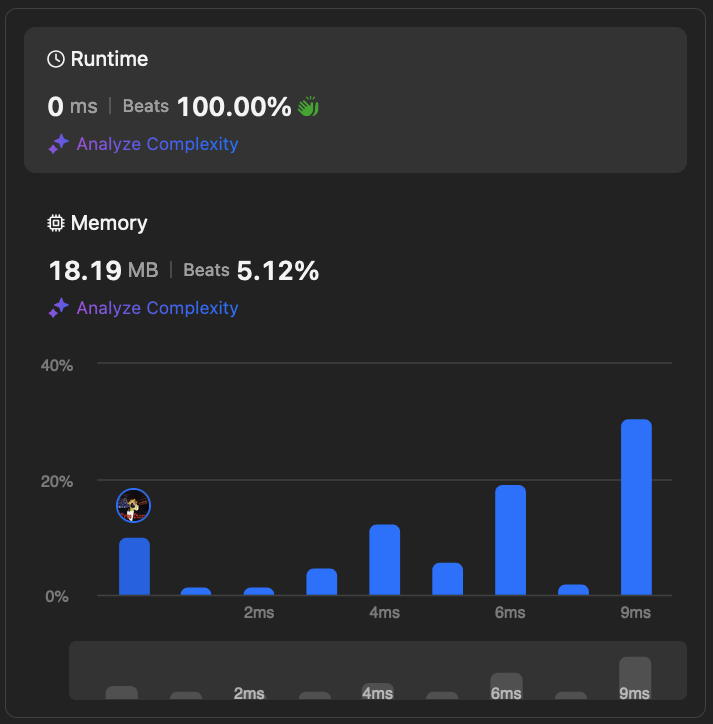 Runtime
0 ms | Beats 100.00%
Analyze Complexity
Memory
18.19 MB | Beats 5.12%
Analyze Complexity
40%
20%
0%
2ms 4ms 6ms 9ms
2ms 4ms 6ms 9ms